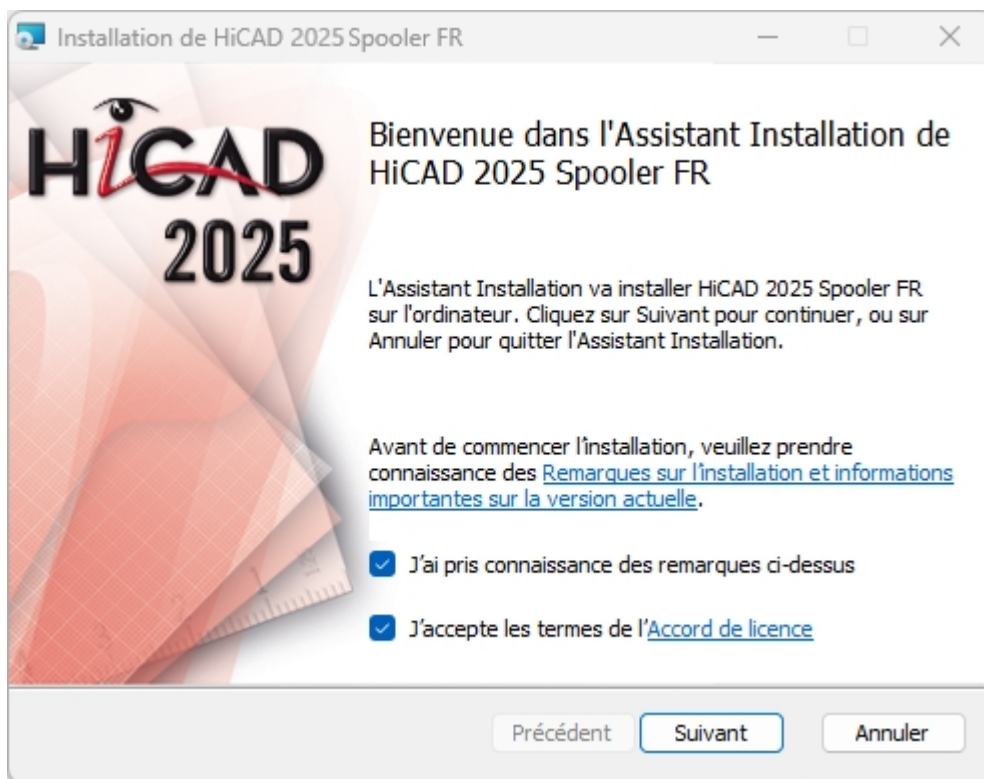 Installation de HiCAD 2025 Spooler FR
HiCAD
2025
Bienvenue dans l'Assistant Installation de
HiCAD 2025 Spooler FR
L'Assistant Installation va installer HiCAD 2025 Spooler FR
sur l'ordinateur. Cliquez sur Suivant pour continuer, ou sur
Annuler pour quitter l'Assistant Installation.
Avant de commencer l’installation, veuillez prendre
connaissance des Remarques sur l’installation et informations
importantes sur la version actuelle.
J’ai pris connaissance des remarques ci-dessus
J’accepte les termes de l’Accord de licence
Précédent
Suivant
Annuler